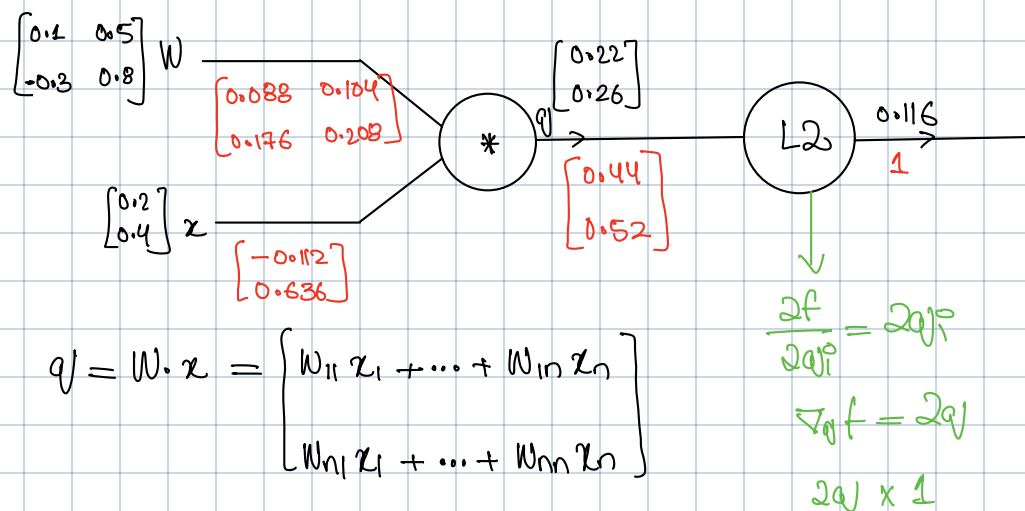 [0.1 0.5
-0.3 0.8] W
[0.088 0.104
0.176 0.208]
*
q
[0.22
0.26]
[0.44
0.52]
L2
0.116
1
[0.2
0.4] x
[-0.112
0.636]
∂f/∂qi = 2qi
∇q f = 2q
2q × 1
q = W · x = [W11 x1 + ... + W1n xn
Wn1 x1 + ... + Wnn xn]